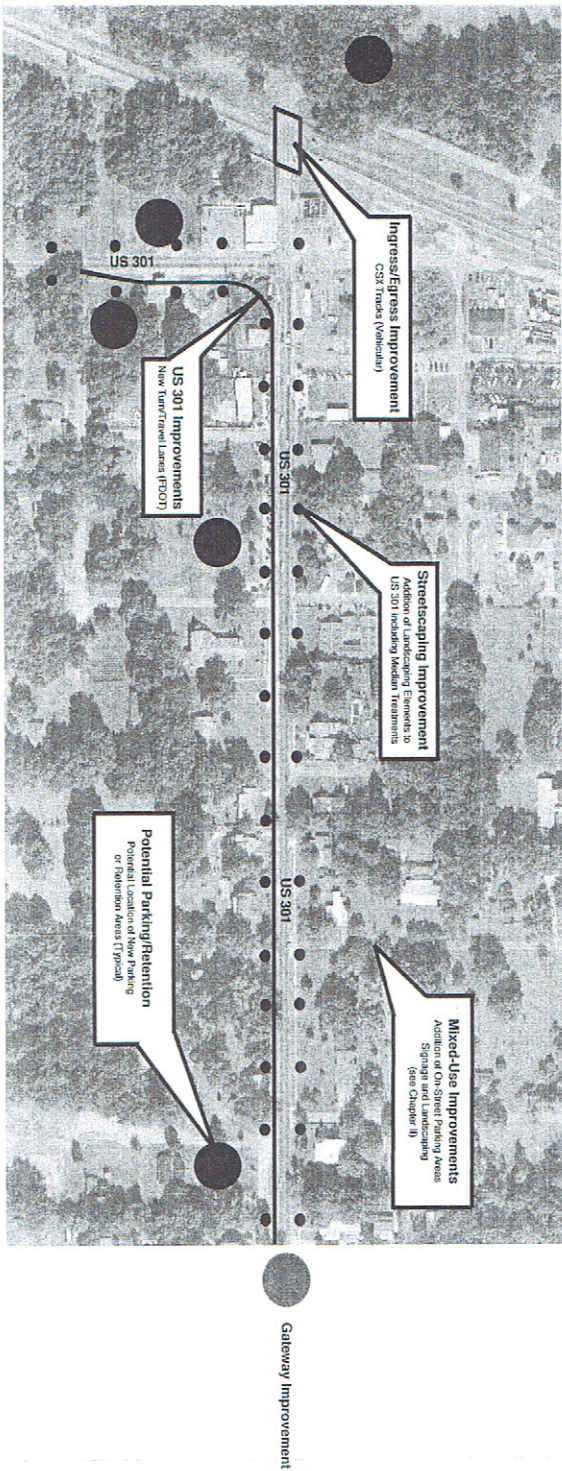 Ingress/Egress Improvement
CSX Tracks (Vehicular)
US 301
US 301 Improvements
New Turn/Travel Lanes (FDOT)
US 301
Streetscaping Improvement
Addition of Landscaping Elements to
US 301 including Median Treatments
US 301
Mixed-Use Improvements
Addition of On-Street Parking Areas
Signage and Landscaping
(see Chapter II)
Potential Parking/Retention
Potential Location of New Parking
or Retention Areas (Typical)
Gateway Improvement